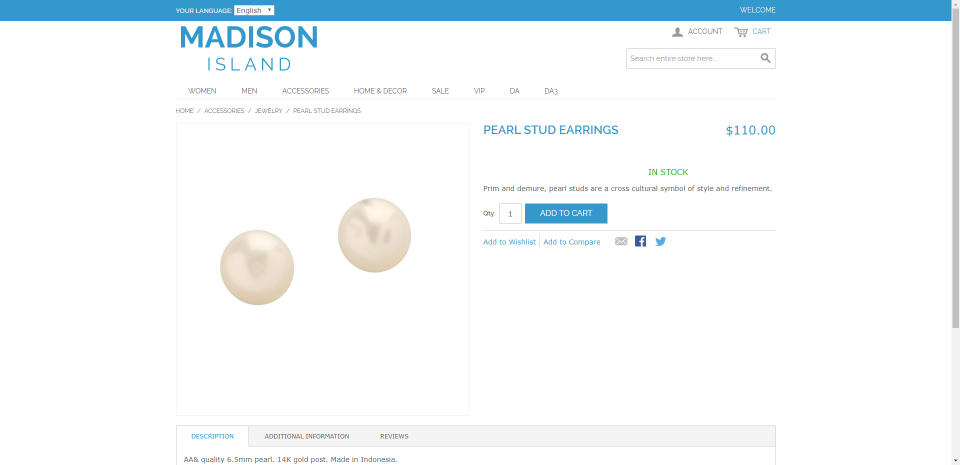 YOUR LANGUAGE: English
WELCOME
MADISON
ISLAND
ACCOUNT CART
Search entire store here...
WOMEN MEN ACCESSORIES HOME & DECOR SALE VIP DA DA3
HOME / ACCESSORIES / JEWELRY / PEARL STUD EARRINGS
PEARL STUD EARRINGS $110.00
IN STOCK
Prim and demure, pearl studs are a cross cultural symbol of style and refinement.
Qty: 1 ADD TO CART
Add to Wishlist Add to Compare
DESCRIPTION ADDITIONAL INFORMATION REVIEWS
AA& quality 6.5mm pearl. 14K gold post. Made in Indonesia.